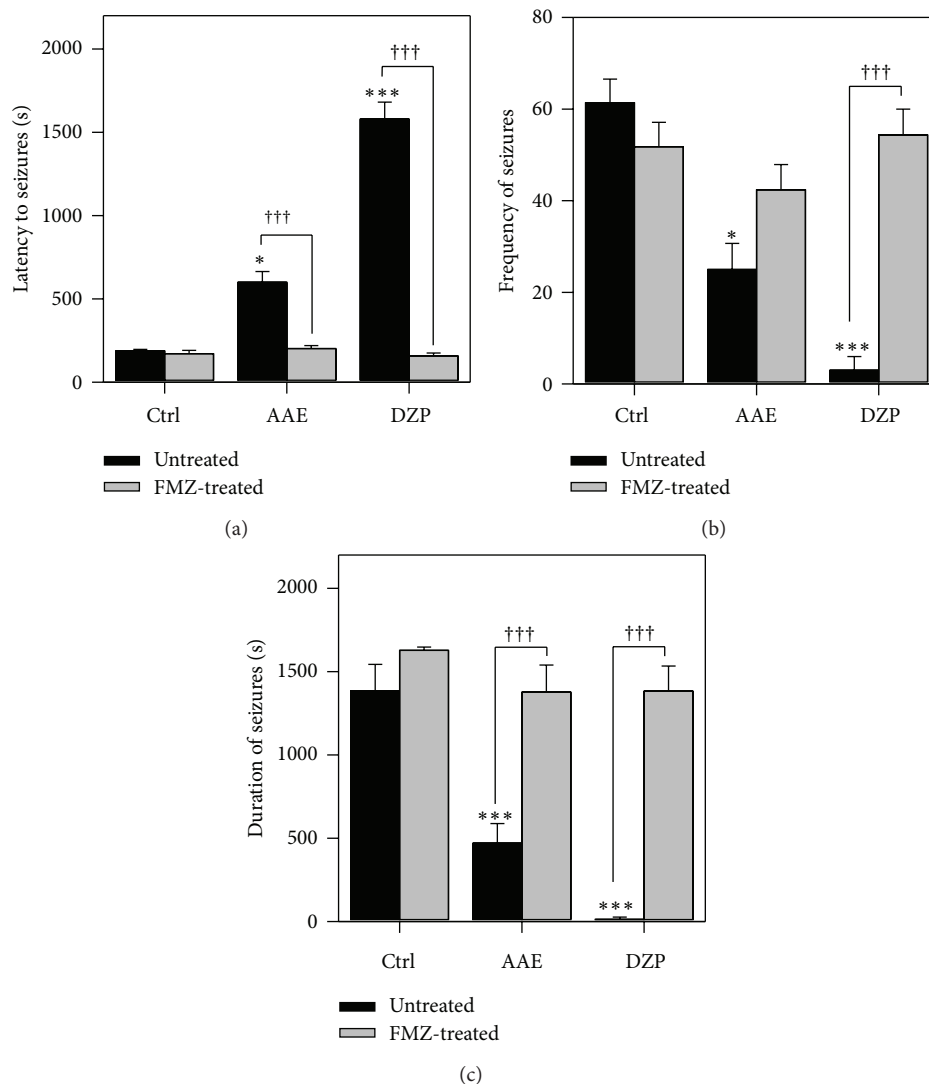 2000
1500
1000
500
0
Latency to seizures (s)
†††
***
†††
*
Ctrl AAE DZP
Untreated
FMZ-treated
(a)
80
60
40
20
0
Frequency of seizures
†††
*
***
Ctrl AAE DZP
Untreated
FMZ-treated
(b)
2000
1500
1000
500
0
Duration of seizures (s)
††† †††
***
***
Ctrl AAE DZP
Untreated
FMZ-treated
(c)